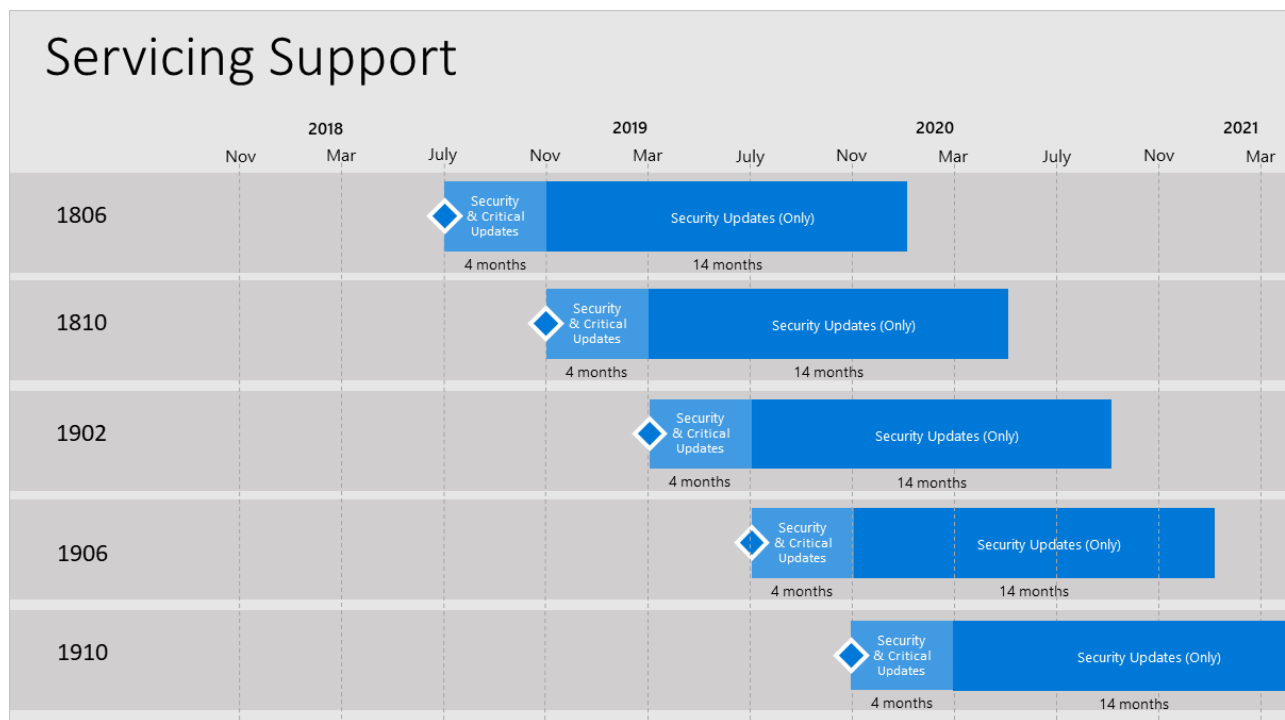 Servicing Support
2018 2019 2020 2021
Nov Mar July Nov Mar July Nov Mar July Nov Mar
1806
Security
& Critical
Updates
Security Updates (Only)
4 months 14 months
1810
Security
& Critical
Updates
Security Updates (Only)
4 months 14 months
1902
Security
& Critical
Updates
Security Updates (Only)
4 months 14 months
1906
Security
& Critical
Updates
Security Updates (Only)
4 months 14 months
1910
Security
& Critical
Updates
Security Updates (Only)
4 months 14 months